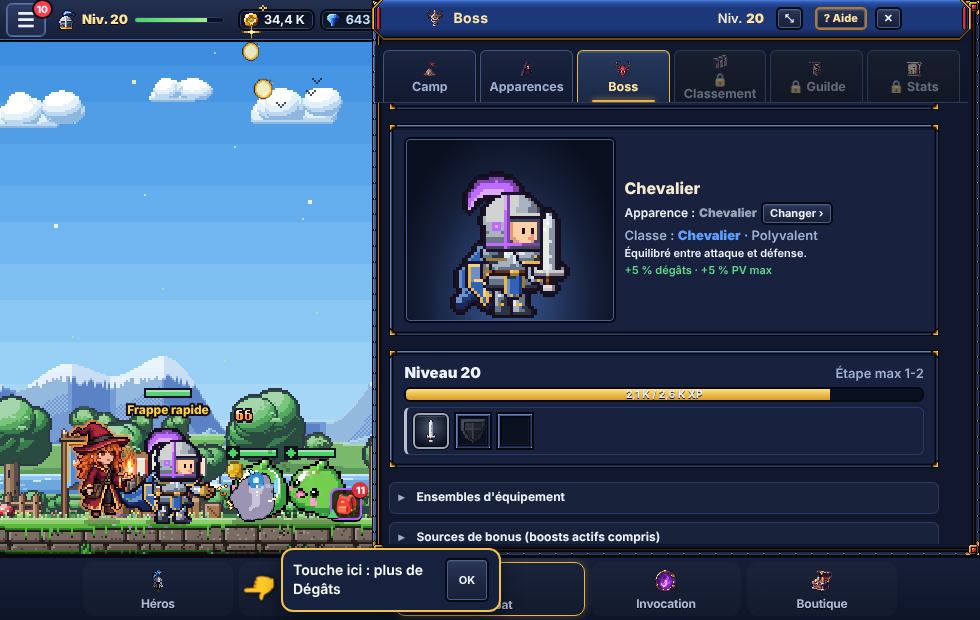 10
Niv. 20
34,4 K
643
Boss
Niv. 20
? Aide
Camp
Apparences
Boss
Classement
Guilde
Stats
Chevalier
Apparence : Chevalier
Changer ›
Classe : Chevalier · Polyvalent
Équilibré entre attaque et défense.
+5 % dégâts · +5 % PV max
Niveau 20
Étape max 1-2
2,1 K / 2,6 K XP
Frappe rapide
66
11
Ensembles d'équipement
Sources de bonus (boosts actifs compris)
Touche ici : plus de
Dégâts
OK
Héros
Invocation
Boutique